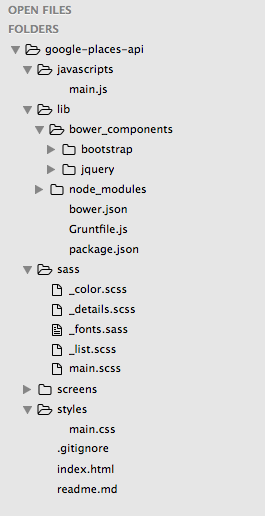 OPEN FILES
FOLDERS
google-places-api
javascripts
main.js
lib
bower_components
bootstrap
jquery
node_modules
bower.json
Gruntfile.js
package.json
sass
_color.scss
_details.scss
_fonts.sass
_list.scss
main.scss
screens
styles
main.css
.gitignore
index.html
readme.md